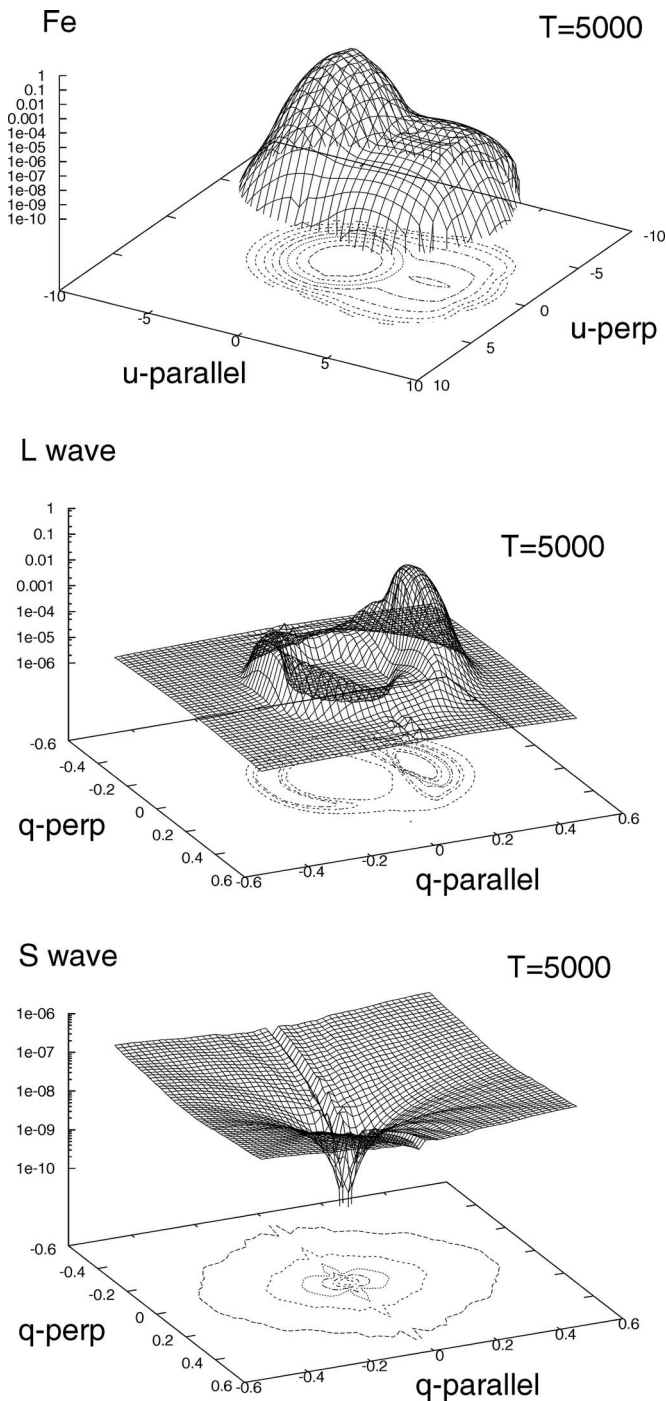 Fe T=5000
1
0.1
0.01
0.001
1e-04
1e-05
1e-06
1e-07
1e-08
1e-09
1e-10
-10 -5 0 5 10
u-parallel
10 5 0 -5 -10
u-perp
L wave
T=5000
1
0.1
0.01
0.001
1e-04
1e-05
1e-06
-0.6 -0.4 -0.2 0 0.2 0.4 0.6
q-perp
-0.6 -0.4 -0.2 0 0.2 0.4 0.6
q-parallel
S wave
T=5000
1e-06
1e-07
1e-08
1e-09
1e-10
-0.6 -0.4 -0.2 0 0.2 0.4 0.6
q-perp
-0.6 -0.4 -0.2 0 0.2 0.4 0.6
q-parallel